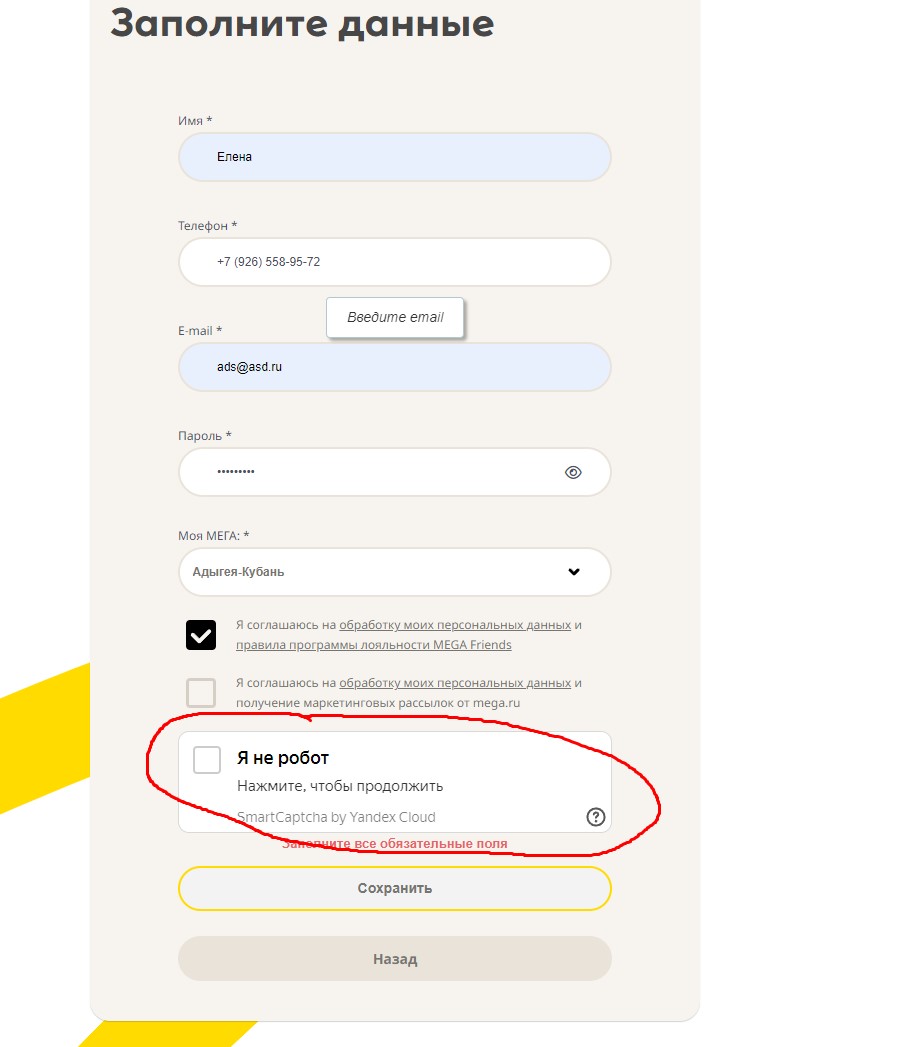 Заполните данные
Имя *
Елена
Телефон *
+7 (926) 558-95-72
Введите email
E-mail *
ads@asd.ru
Пароль *
•••••••••
Моя МЕГА: *
Адыгея-Кубань
Я соглашаюсь на обработку моих персональных данных и
правила программы лояльности MEGA Friends
Я соглашаюсь на обработку моих персональных данных и
получение маркетинговых рассылок от mega.ru
Я не робот
Нажмите, чтобы продолжить
SmartCaptcha by Yandex Cloud
Заполните все обязательные поля
Сохранить
Назад